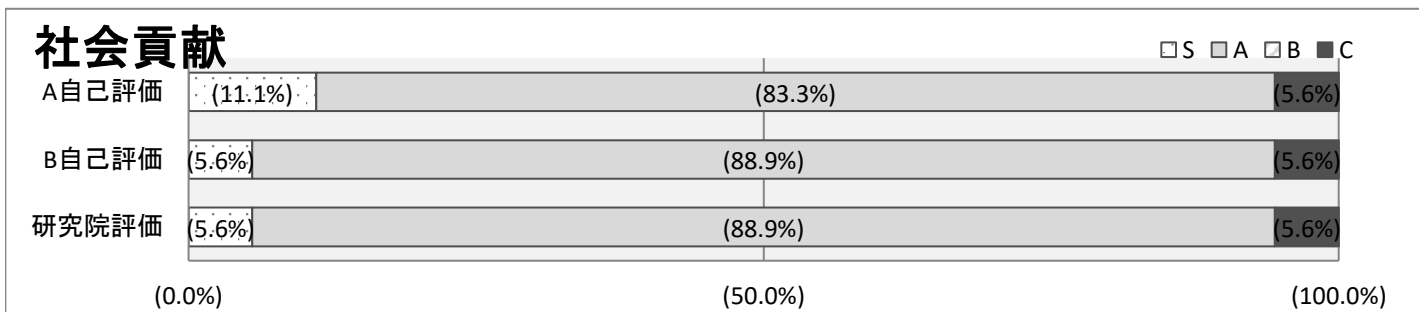 社会貢献
S A B C
A自己評価 (11.1%) (83.3%) (5.6%)
B自己評価 (5.6%) (88.9%) (5.6%)
研究院評価 (5.6%) (88.9%) (5.6%)
(0.0%) (50.0%) (100.0%)